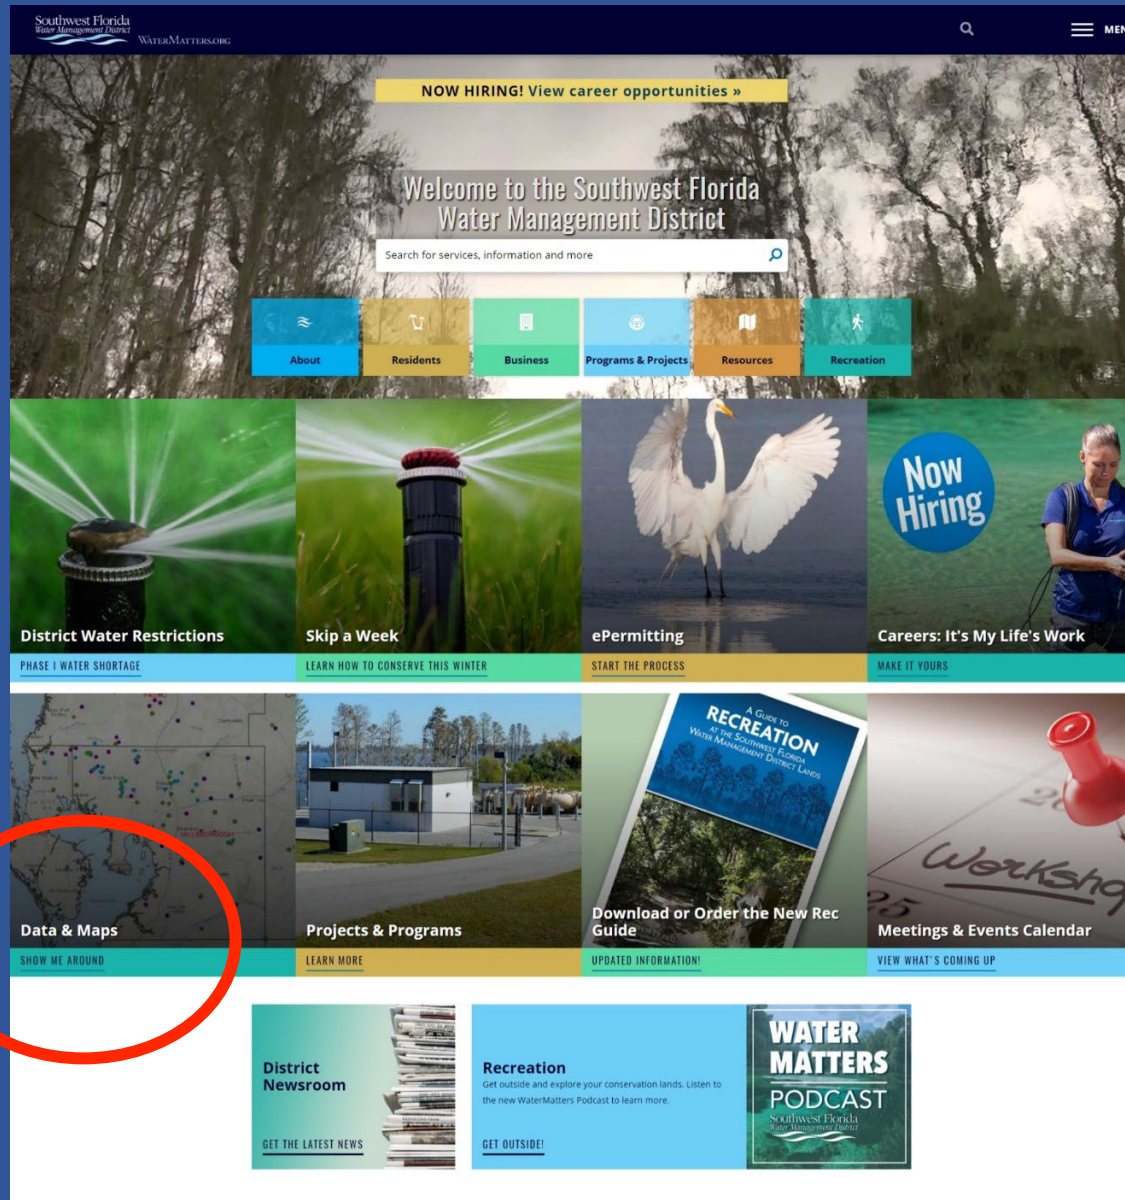 Southwest Florida
Water Management District
WATERMATTERS.ORG
NOW HIRING! View career opportunities »
Welcome to the Southwest Florida
Water Management District
Search for services, information and more
About
Residents
Business
Programs & Projects
Resources
Recreation
Now
Hiring
District Water Restrictions
Skip a Week
ePermitting
Careers: It's My Life's Work
PHASE I WATER SHORTAGE
LEARN HOW TO CONSERVE THIS WINTER
START THE PROCESS
MAKE IT YOURS
A GUIDE TO
RECREATION
AT THE SOUTHWEST FLORIDA
WATER MANAGEMENT DISTRICT LANDS
HILLSBOROUGH
25
Data & Maps
Projects & Programs
Download or Order the New Rec
Guide
Meetings & Events Calendar
SHOW ME AROUND
LEARN MORE
UPDATED INFORMATION!
VIEW WHAT'S COMING UP
District
Newsroom
GET THE LATEST NEWS
Recreation
Get outside and explore your conservation lands. Listen to
the new WaterMatters Podcast to learn more.
GET OUTSIDE!
WATER
MATTERS
PODCAST
Southwest Florida
Water Management District